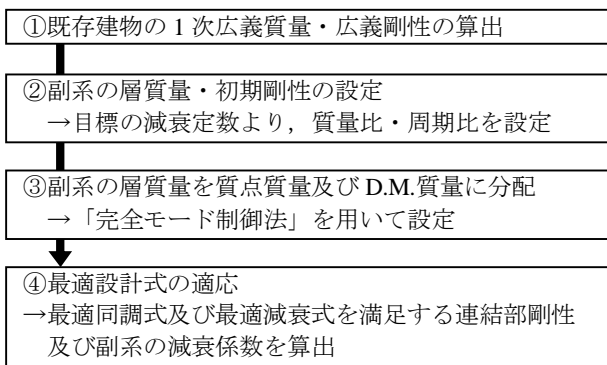 ①既存建物の 1 次広義質量・広義剛性の算出
②副系の層質量・初期剛性の設定
→目標の減衰定数より，質量比・周期比を設定
③副系の層質量を質点質量及び D.M.質量に分配
→「完全モード制御法」を用いて設定
④最適設計式の適応
→最適同調式及び最適減衰式を満足する連結部剛性
及び副系の減衰係数を算出